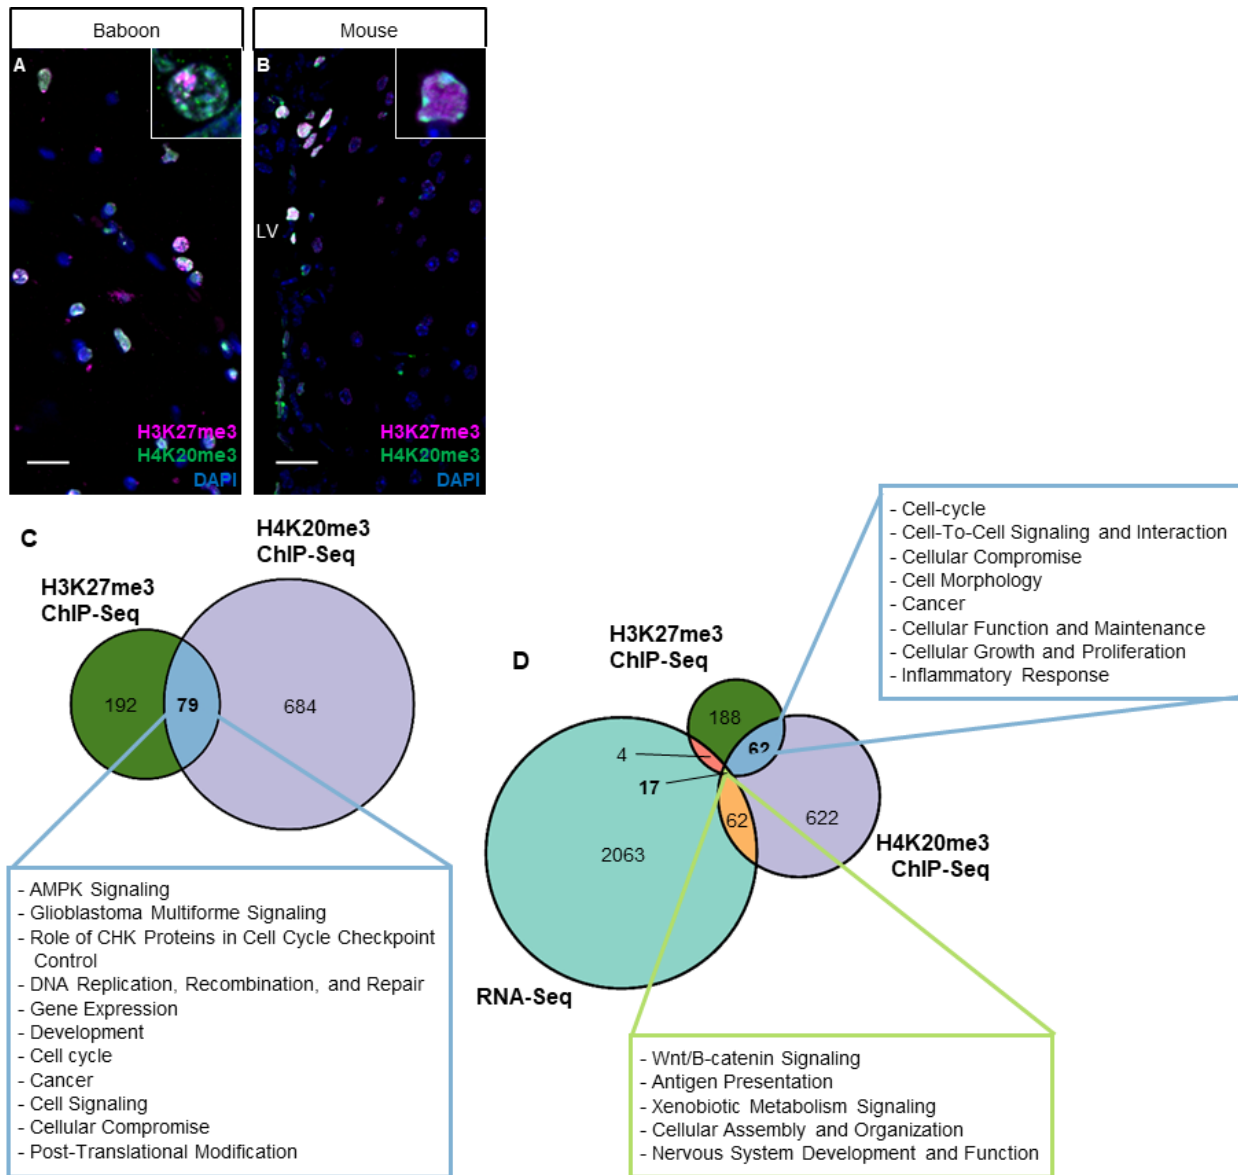 Baboon
Mouse
A
B
LV
H3K27me3
H4K20me3
DAPI
H3K27me3
H4K20me3
DAPI
C
H4K20me3
ChIP-Seq
H3K27me3
ChIP-Seq
192
79
684
- AMPK Signaling
- Glioblastoma Multiforme Signaling
- Role of CHK Proteins in Cell Cycle Checkpoint
Control
- DNA Replication, Recombination, and Repair
- Gene Expression
- Development
- Cell cycle
- Cancer
- Cell Signaling
- Cellular Compromise
- Post-Translational Modification
D
H3K27me3
ChIP-Seq
188
62
4
17
62
622
2063
H4K20me3
ChIP-Seq
RNA-Seq
- Cell-cycle
- Cell-To-Cell Signaling and Interaction
- Cellular Compromise
- Cell Morphology
- Cancer
- Cellular Function and Maintenance
- Cellular Growth and Proliferation
- Inflammatory Response
- Wnt/B-catenin Signaling
- Antigen Presentation
- Xenobiotic Metabolism Signaling
- Cellular Assembly and Organization
- Nervous System Development and Function